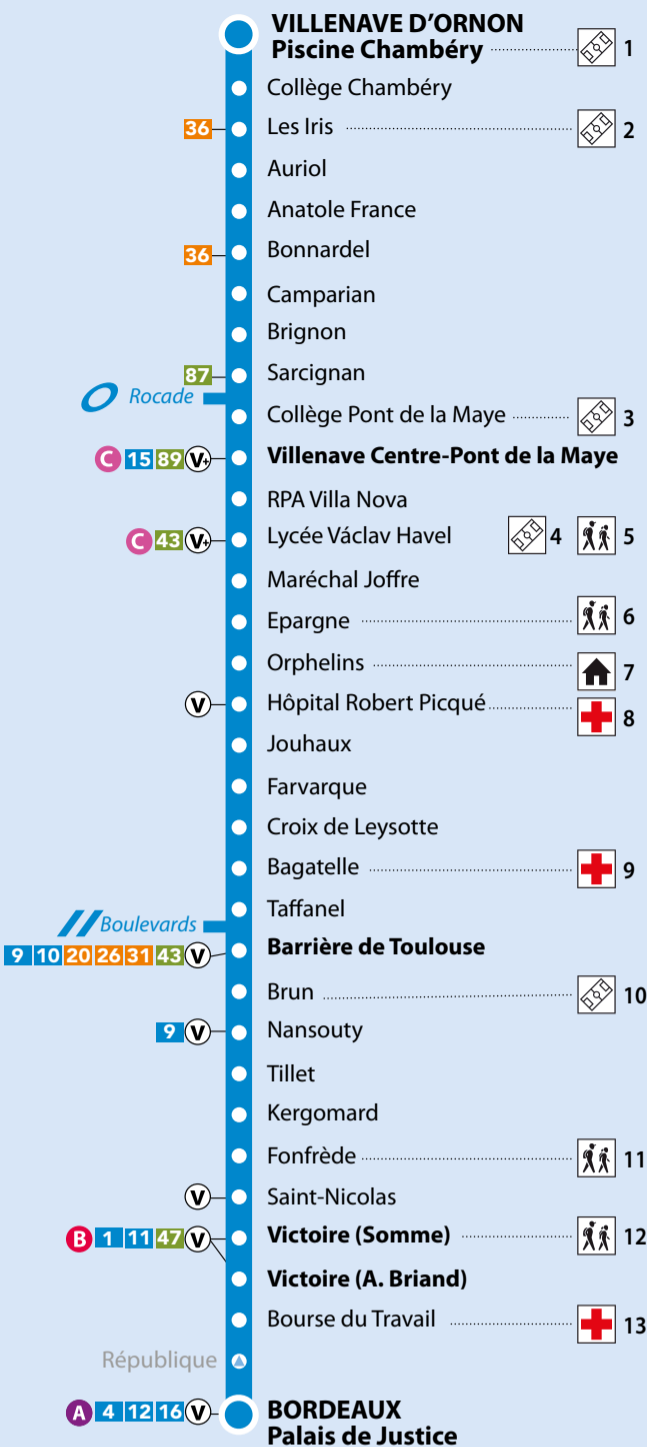 VILLENAVE D'ORNON
Piscine Chambéry 1
Collège Chambéry
36 Les Iris 2
Auriol
Anatole France
36 Bonnardel
Camparian
Brignon
87 Sarcignan
Rocade
Collège Pont de la Maye 3
C 15 89 V+ Villenave Centre-Pont de la Maye
RPA Villa Nova
C 43 V+ Lycée Václav Havel 4 5
Maréchal Joffre
Epargne 6
Orphelins 7
V Hôpital Robert Picqué 8
Jouhaux
Farvarque
Croix de Leysotte
Bagatelle 9
Taffanel
Boulevards
9 10 20 26 31 43 V Barrière de Toulouse
Brun 10
9 V Nansouty
Tillet
Kergomard
Fonfrède 11
V Saint-Nicolas
B 1 11 47 V Victoire (Somme) 12
Victoire (A. Briand)
Bourse du Travail 13
République
A 4 12 16 V BORDEAUX
Palais de Justice